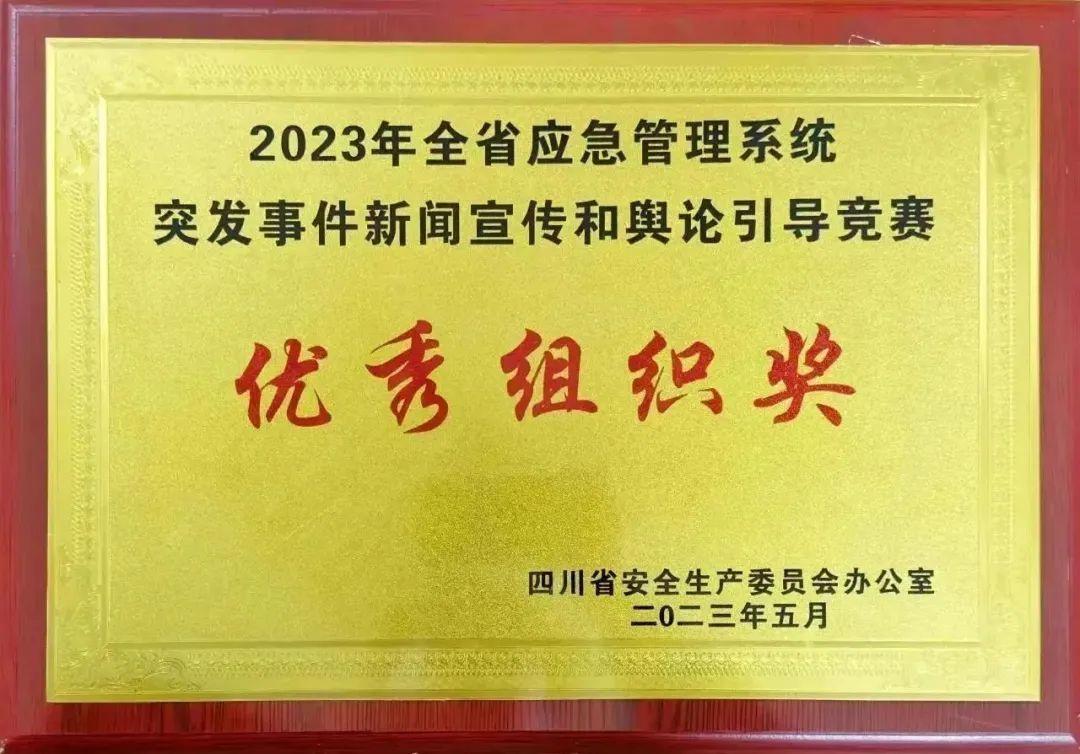 2023年全省应急管理系统
突发事件新闻宣传和舆论引导竞赛
优秀组织奖
四川省安全生产委员会办公室
二0二三年五月